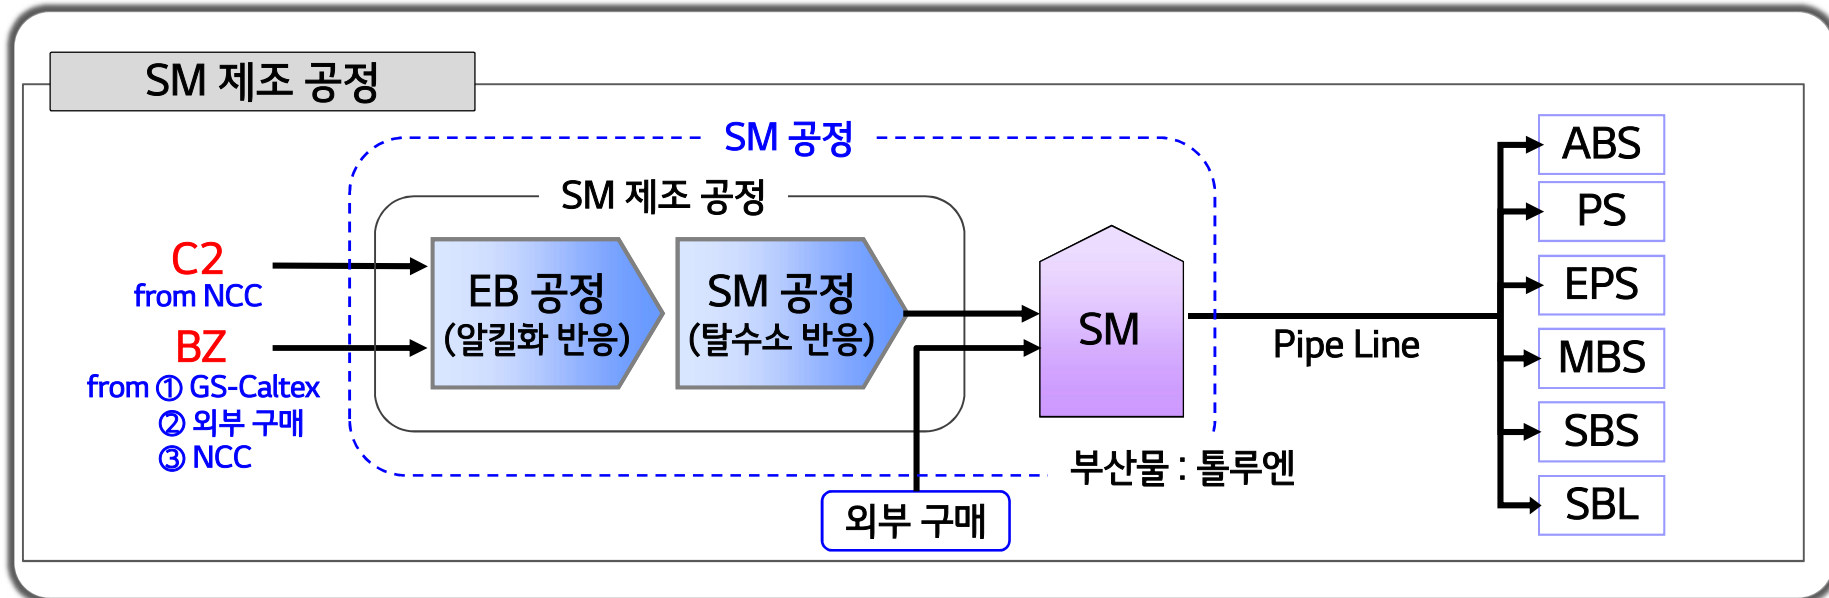 SM 제조 공정
SM 공정
SM 제조 공정
C2
from NCC
BZ
from ① GS-Caltex
② 외부 구매
③ NCC
EB 공정
(알킬화 반응)
SM 공정
(탈수소 반응)
SM
외부 구매
부산물 : 톨루엔
Pipe Line
ABS
PS
EPS
MBS
SBS
SBL